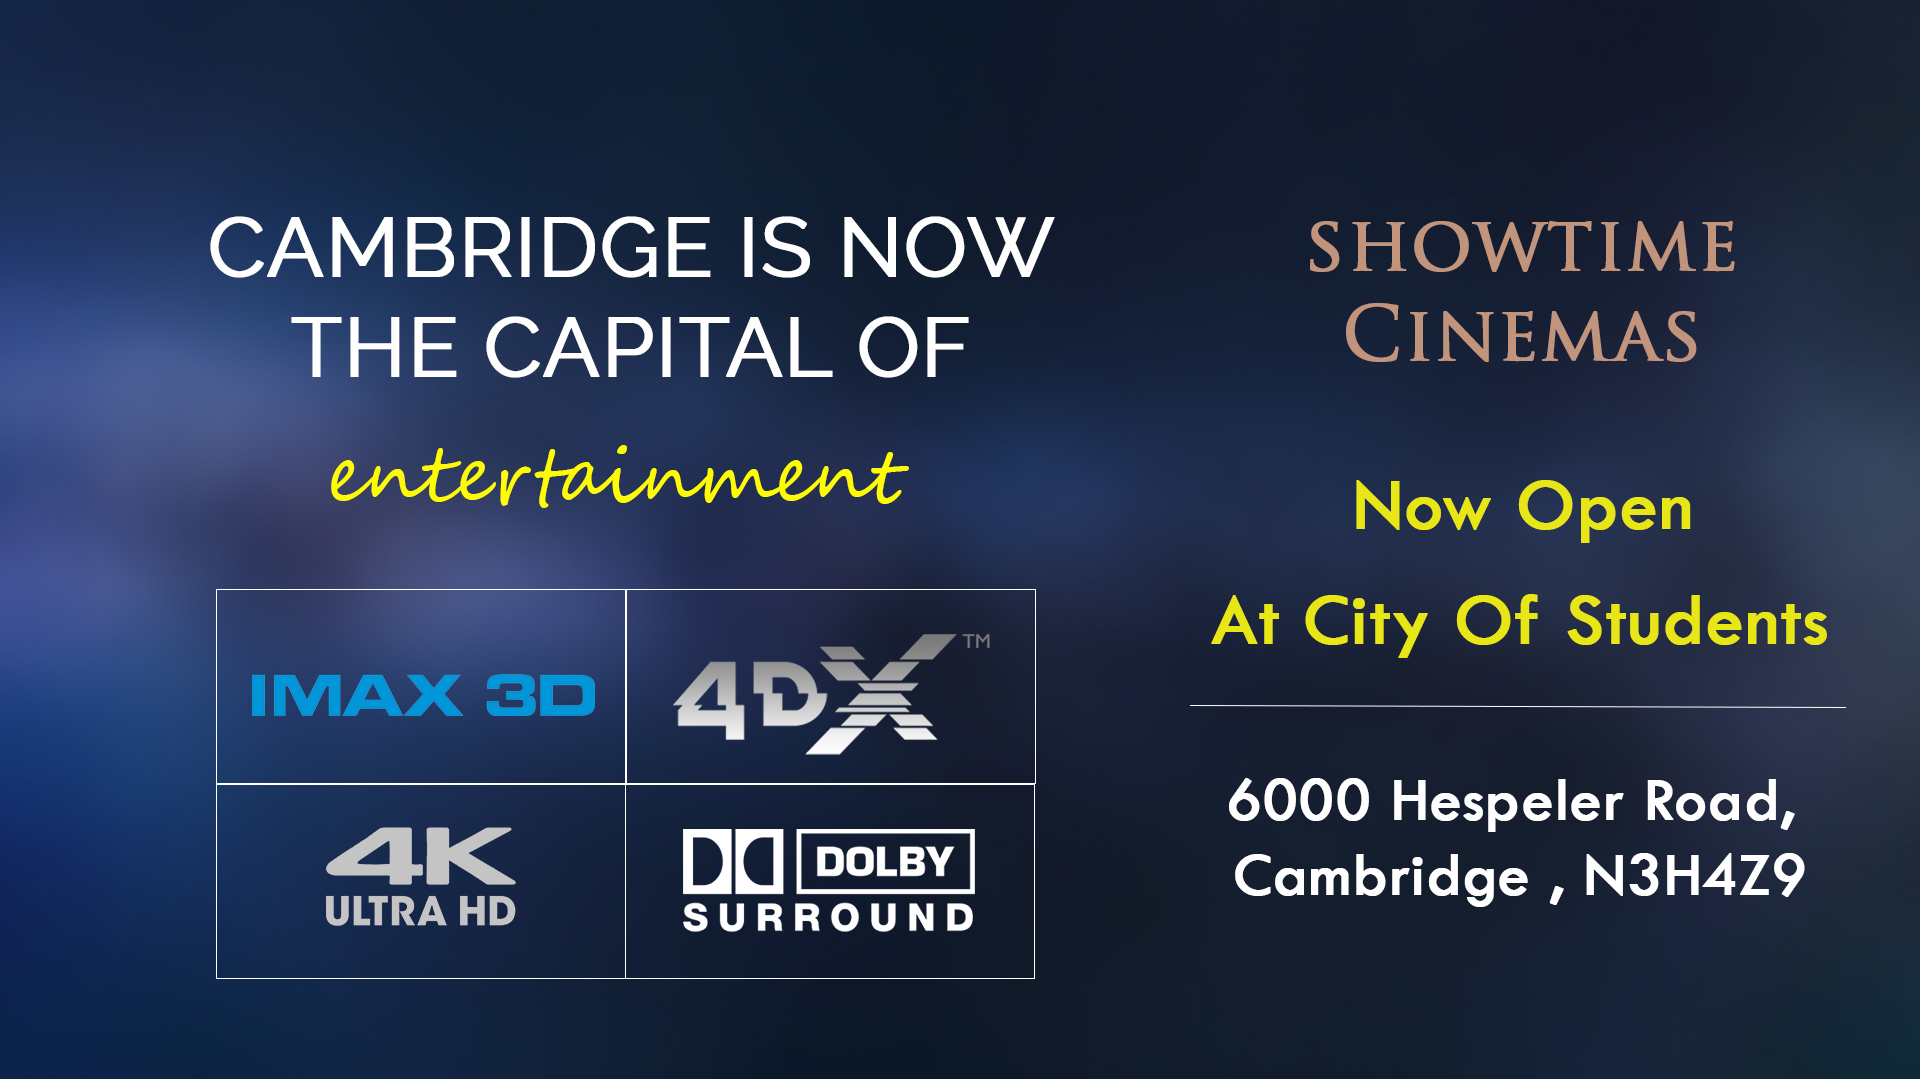 CAMBRIDGE IS NOW
THE CAPITAL OF
entertainment
IMAX 3D
4DX™
4K
ULTRA HD
DOLBY
SURROUND
SHOWTIME
CINEMAS
Now Open
At City Of Students
6000 Hespeler Road,
Cambridge , N3H4Z9